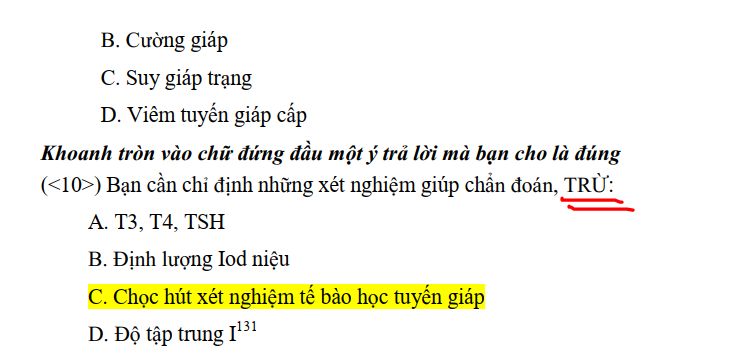 B. Cường giáp
C. Suy giáp trạng
D. Viêm tuyến giáp cấp
Khoanh tròn vào chữ đứng đầu một ý trả lời mà bạn cho là đúng
(<10>) Bạn cần chỉ định những xét nghiệm giúp chẩn đoán, TRỪ:
A. T3, T4, TSH
B. Định lượng Iod niệu
C. Chọc hút xét nghiệm tế bào học tuyến giáp
D. Độ tập trung I¹³¹